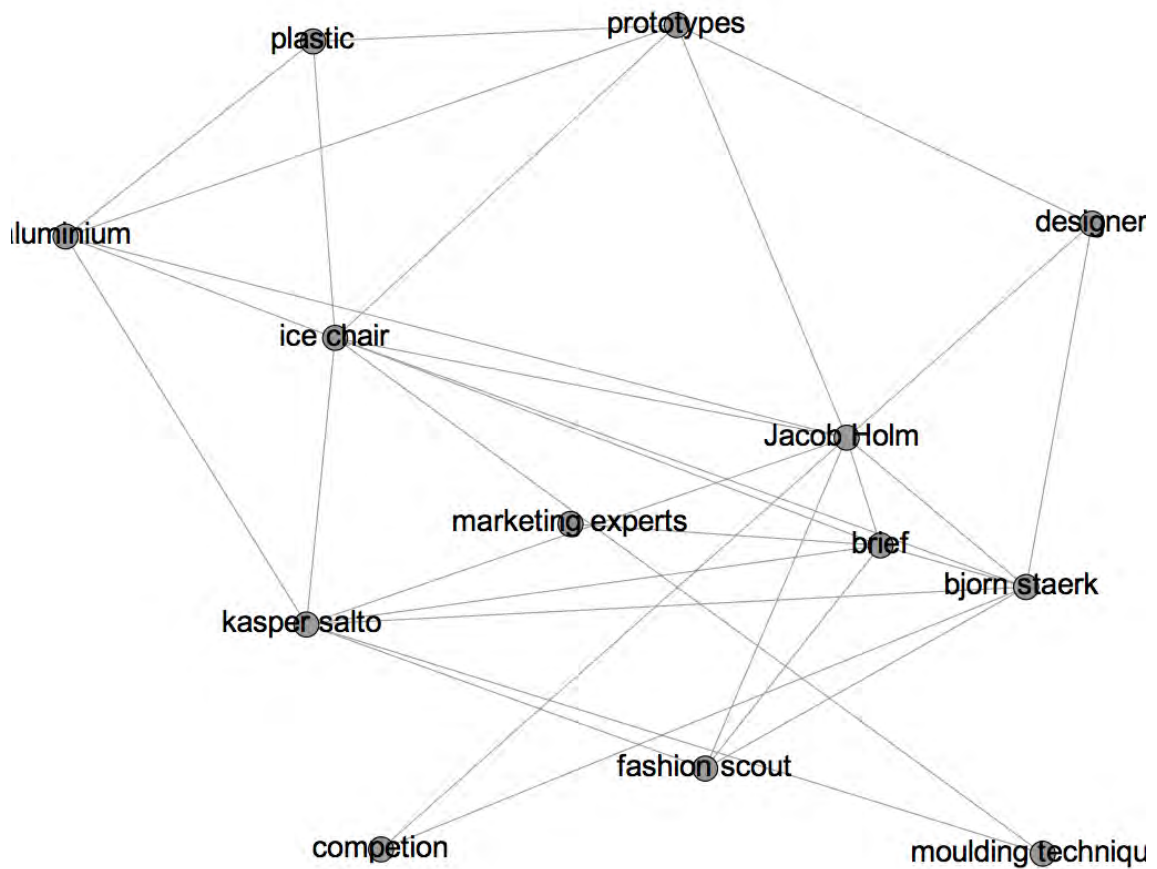 prototypes
plastic
designer
luminium
ice chair
Jacob Holm
marketing experts
brief
bjorn staerk
kasper salto
fashion scout
competion
moulding techniqu